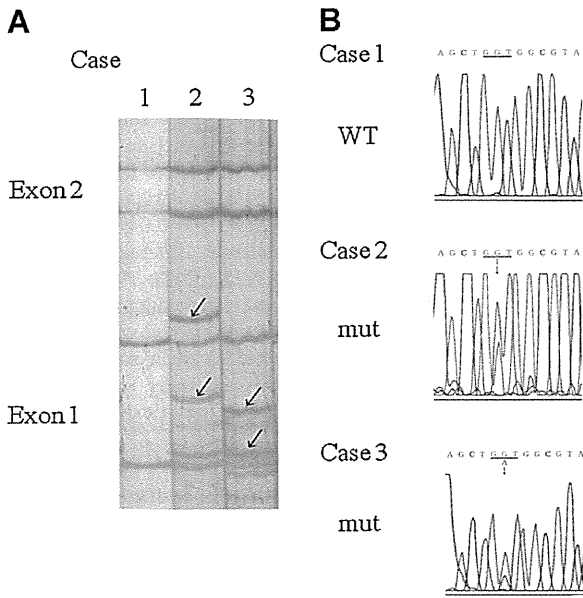 A
Case
1 2 3
Exon 2
Exon 1
B
Case 1
AGCTGGTGGCGTA
WT
Case 2
AGCTGGTGGCGTA
mut
Case 3
AGCTGGTGGCGTA
A
mut